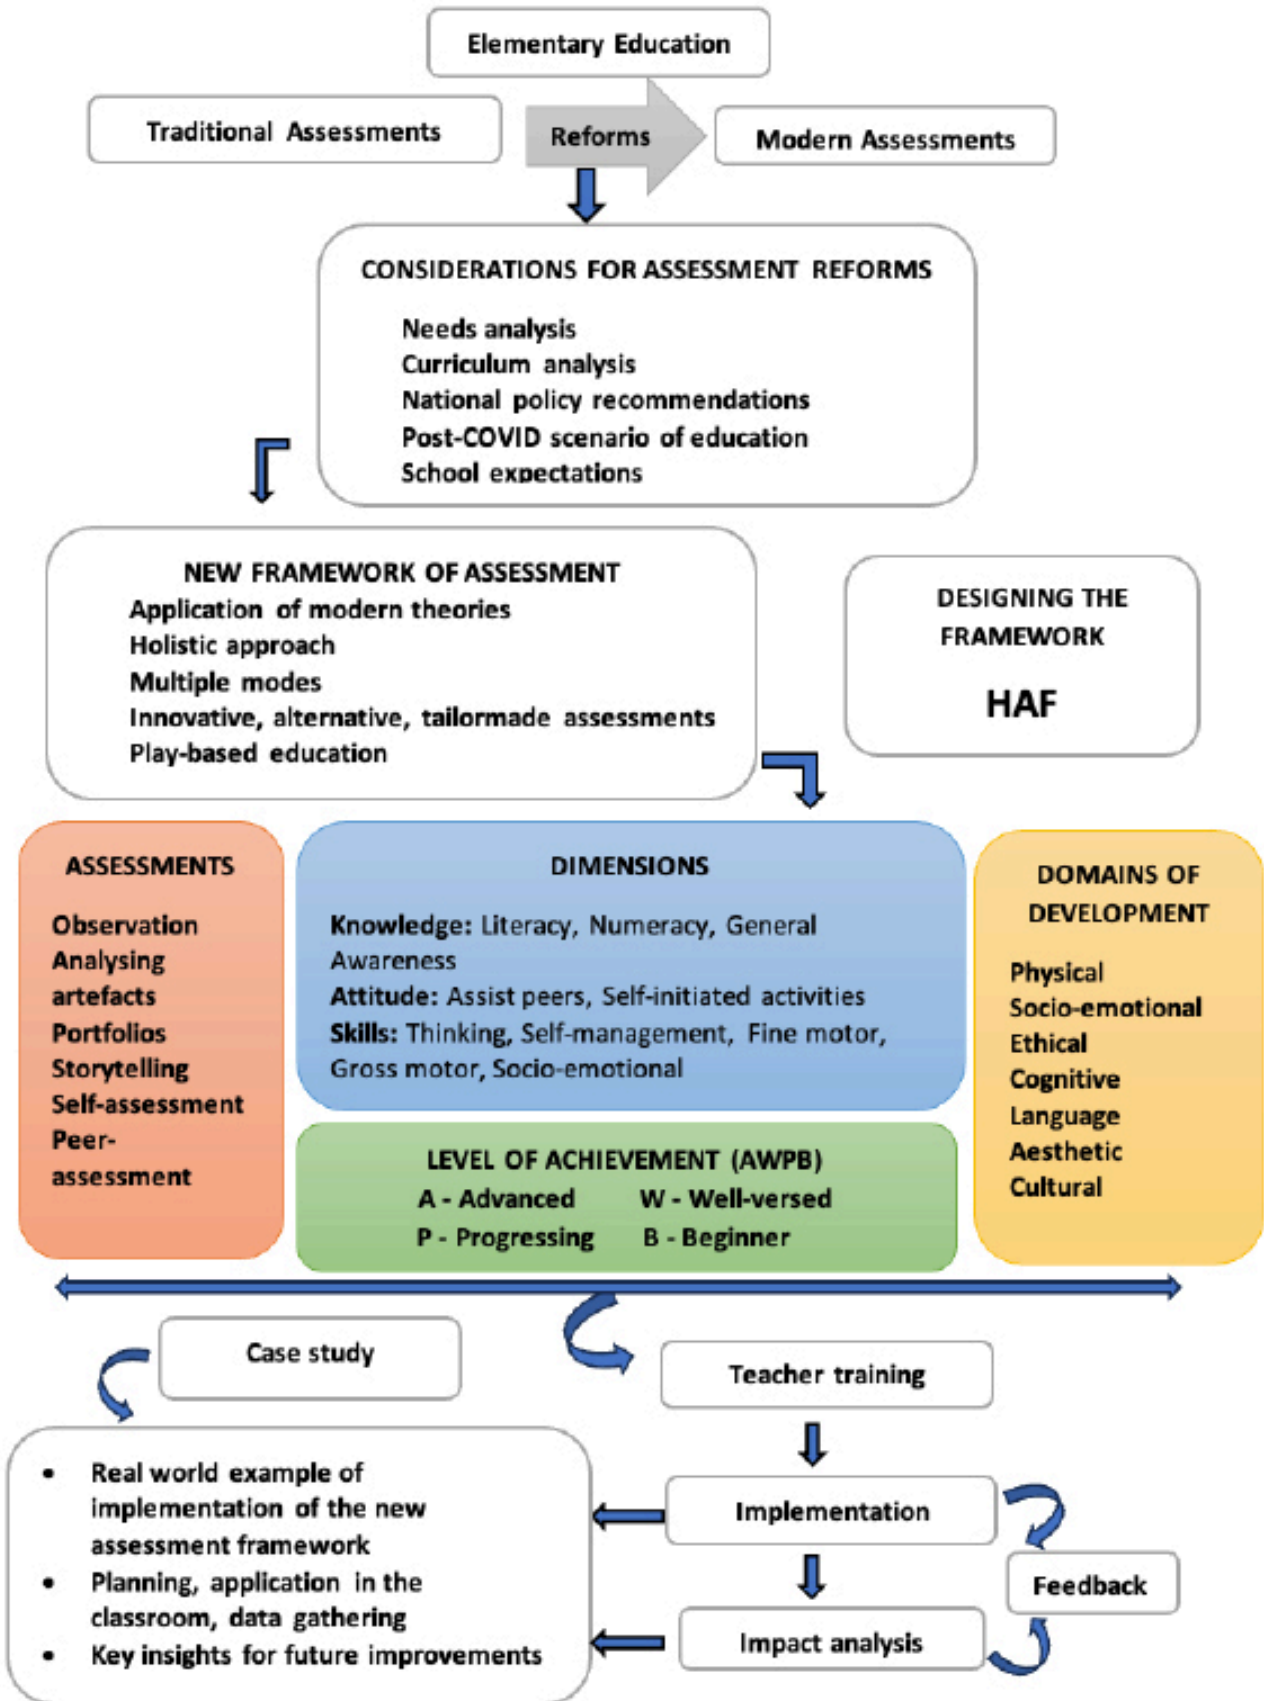 Elementary Education
Traditional Assessments
Reforms
Modern Assessments
CONSIDERATIONS FOR ASSESSMENT REFORMS
Needs analysis
Curriculum analysis
National policy recommendations
Post-COVID scenario of education
School expectations
NEW FRAMEWORK OF ASSESSMENT
Application of modern theories
Holistic approach
Multiple modes
Innovative, alternative, tailormade assessments
Play-based education
DESIGNING THE
FRAMEWORK
HAF
ASSESSMENTS
Observation
Analysing
artefacts
Portfolios
Storytelling
Self-assessment
Peer-
assessment
DIMENSIONS
Knowledge: Literacy, Numeracy, General
Awareness
Attitude: Assist peers, Self-initiated activities
Skills: Thinking, Self-management, Fine motor,
Gross motor, Socio-emotional
LEVEL OF ACHIEVEMENT (AWPB)
A - Advanced W - Well-versed
P - Progressing B - Beginner
DOMAINS OF
DEVELOPMENT
Physical
Socio-emotional
Ethical
Cognitive
Language
Aesthetic
Cultural
Case study
• Real world example of
implementation of the new
assessment framework
• Planning, application in the
classroom, data gathering
• Key insights for future improvements
Teacher training
Implementation
Impact analysis
Feedback